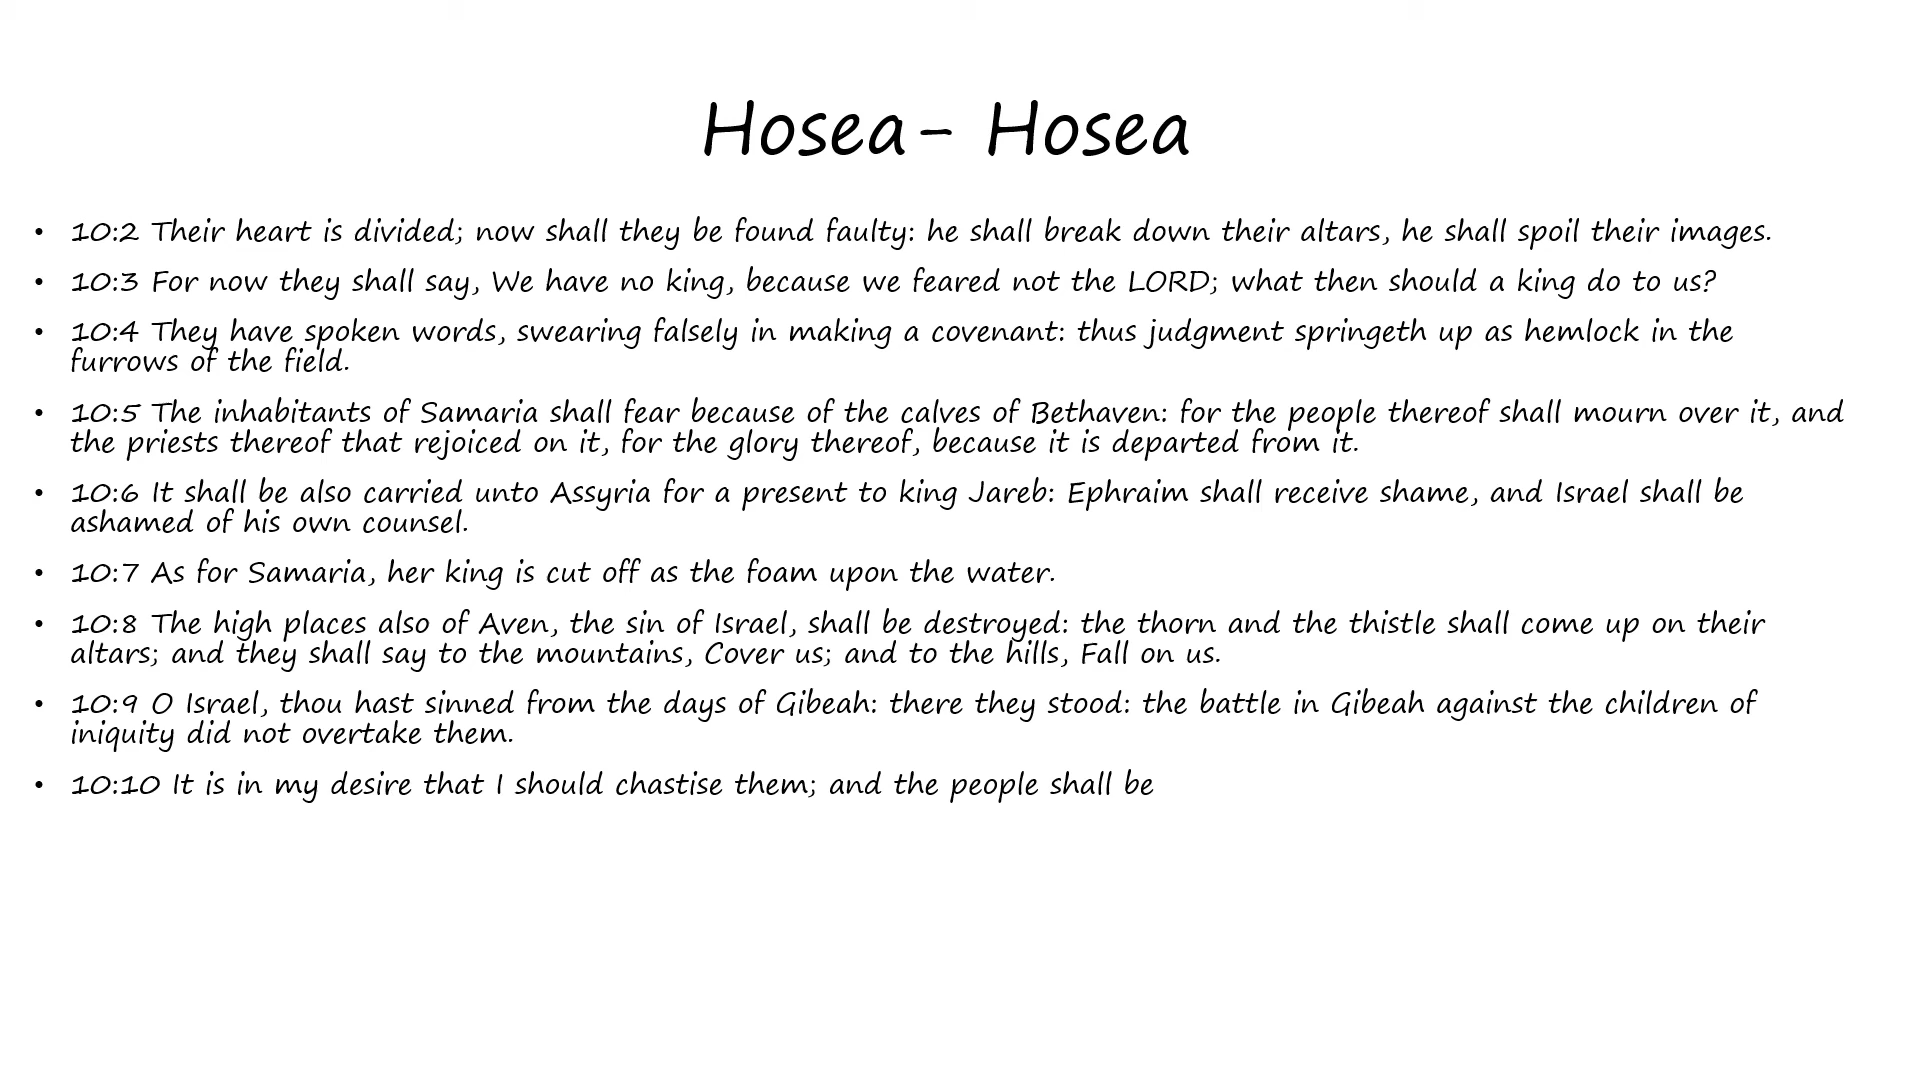 Hosea- Hosea
• 10:2 Their heart is divided; now shall they be found faulty: he shall break down their altars, he shall spoil their images.
• 10:3 For now they shall say, We have no king, because we feared not the LORD; what then should a king do to us?
• 10:4 They have spoken words, swearing falsely in making a covenant: thus judgment springeth up as hemlock in the
furrows of the field.
• 10:5 The inhabitants of Samaria shall fear because of the calves of Bethaven: for the people thereof shall mourn over it, and
the priests thereof that rejoiced on it, for the glory thereof, because it is departed from it.
• 10:6 It shall be also carried unto Assyria for a present to king Jareb: Ephraim shall receive shame, and Israel shall be
ashamed of his own counsel.
• 10:7 As for Samaria, her king is cut off as the foam upon the water.
• 10:8 The high places also of Aven, the sin of Israel, shall be destroyed: the thorn and the thistle shall come up on their
altars; and they shall say to the mountains, Cover us; and to the hills, Fall on us.
• 10:9 O Israel, thou hast sinned from the days of Gibeah: there they stood: the battle in Gibeah against the children of
iniquity did not overtake them.
• 10:10 It is in my desire that I should chastise them; and the people shall be